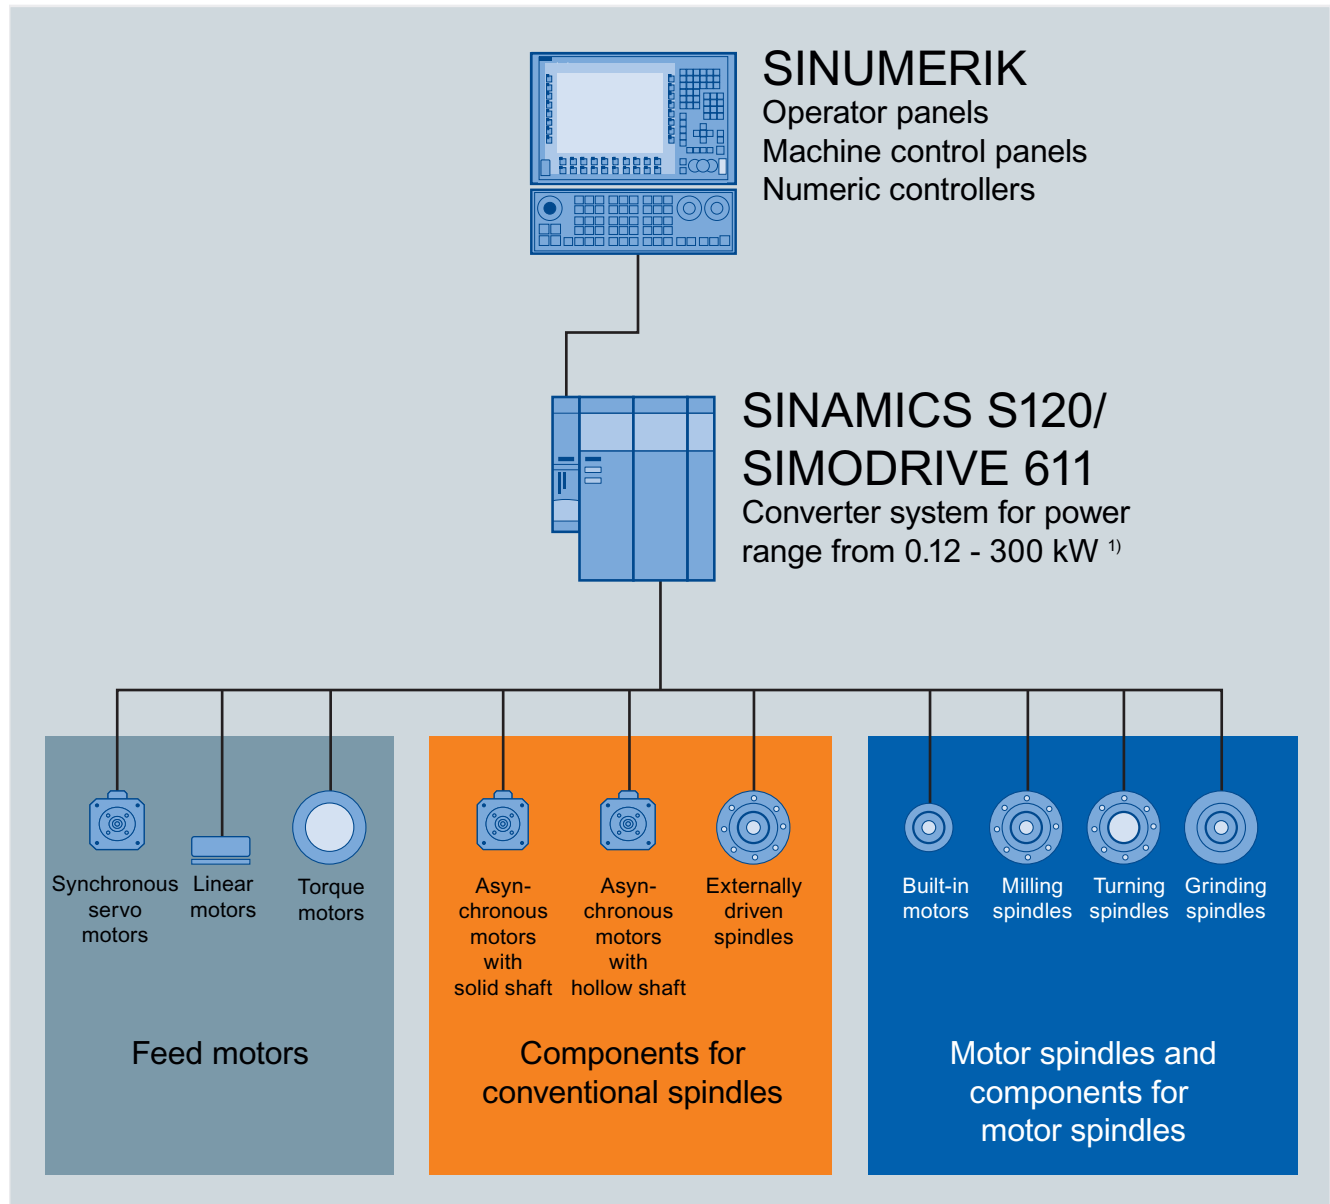 SINUMERIK
Operator panels
Machine control panels
Numeric controllers
SINAMICS S120/
SIMODRIVE 611
Converter system for power
range from 0.12 - 300 kW 1)
Synchronous
servo
motors
Linear
motors
Torque
motors
Asyn-
chronous
motors
with
solid shaft
Asyn-
chronous
motors
with
hollow shaft
Externally
driven
spindles
Built-in
motors
Milling
spindles
Turning
spindles
Grinding
spindles
Feed motors
Components for
conventional spindles
Motor spindles and
components for
motor spindles